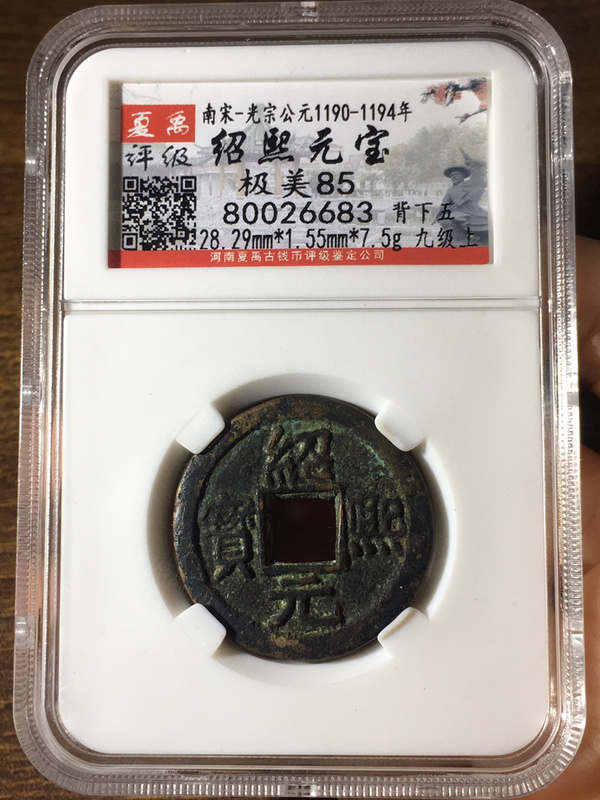 夏禹
评级
南宋-光宗公元1190-1194年
绍熙元宝
极美85
80026683 背下五
28.29mm*1.55mm*7.5g 九级上
河南夏禹古钱币评级鉴定公司
紹
熙
元
寶